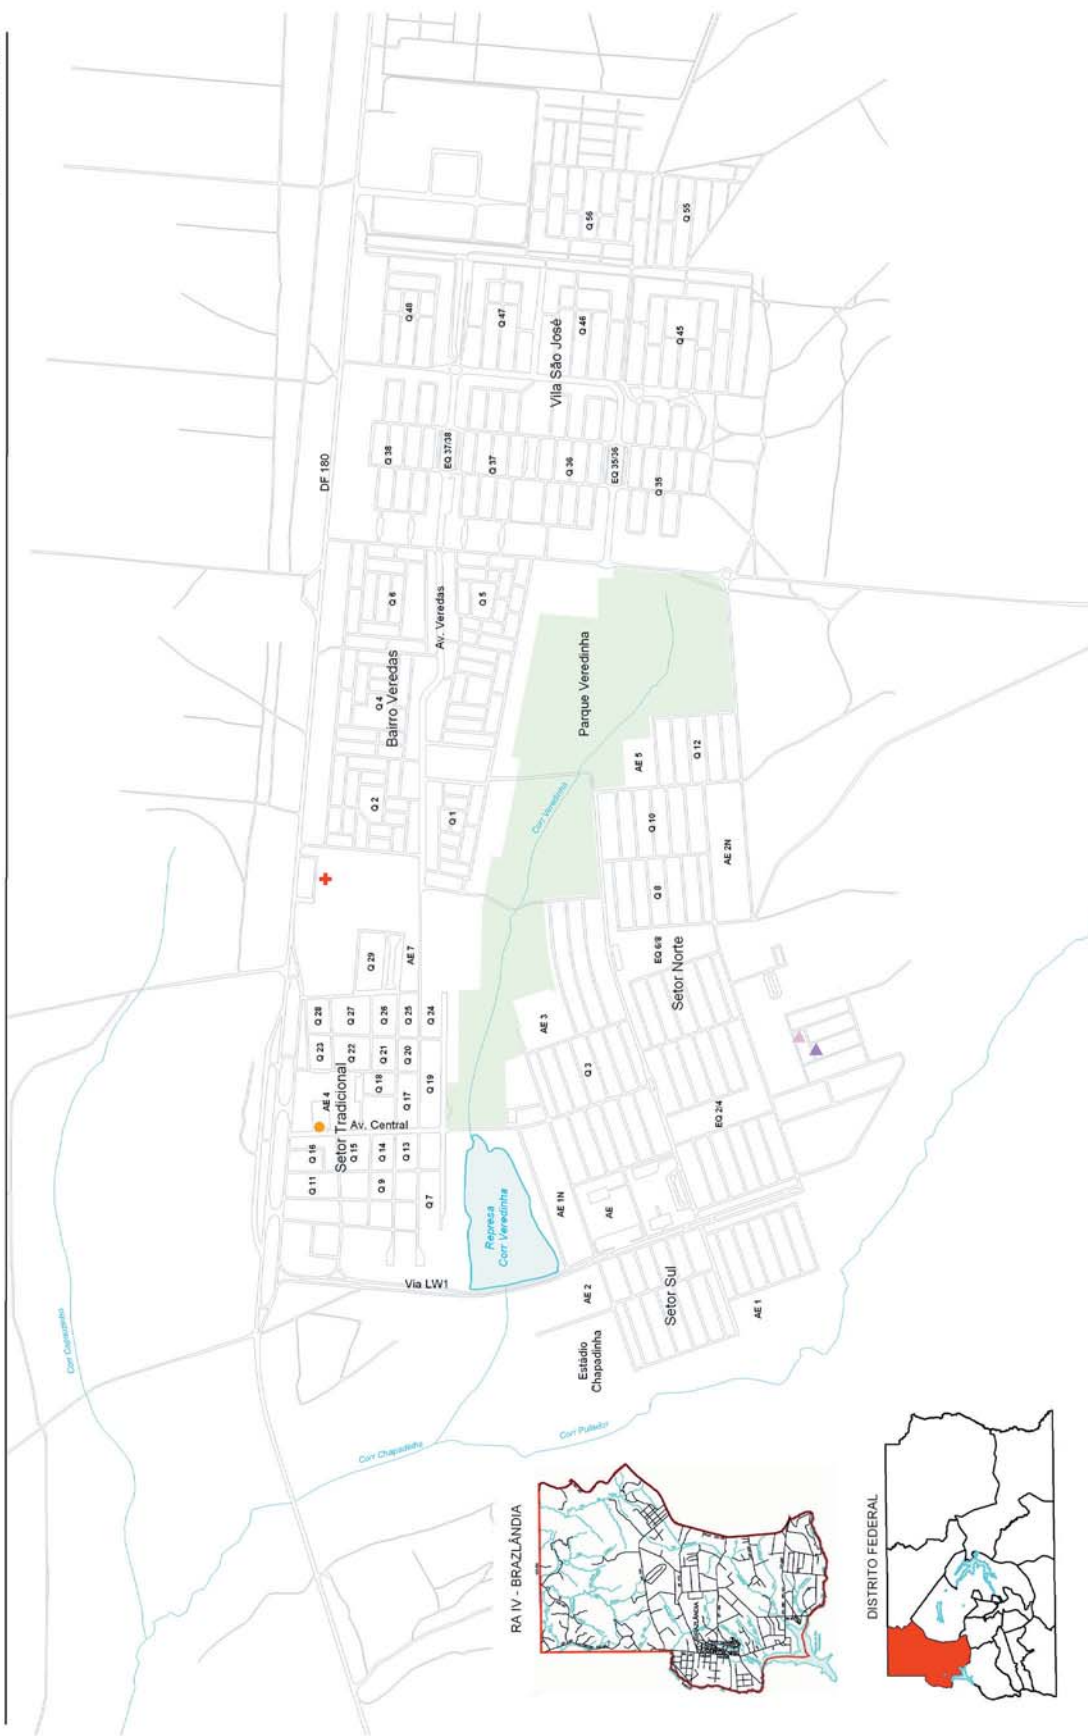 DF 180
Q 48
Q 47
Q 46
Q 45
Q 56
Q 55
Vila São José
Q 38
EQ 37/38
Q 37
Q 36
EQ 35/36
Q 35
Q 6
Av. Veredas
Q 5
Q 4
Bairro Veredas
Q 2
Q 1
Parque Veredinha
Corr Veredinha
AE 5
Q 12
Q 10
AE 2N
Q 8
EQ 6/8
Setor Norte
Q 29
AE 7
Q 28
Q 27
Q 26
Q 25
Q 24
Q 23
Q 22
Q 21
Q 20
Q 19
Q 18
Q 17
AE 4
Setor Tradicional
Av. Central
Q 16
Q 15
Q 14
Q 13
Q 11
Q 9
Q 7
AE 3
Q 3
EQ 2/4
Represa
Corr Veredinha
AE 1N
AE
Via LW1
AE 2
Setor Sul
AE 1
Estádio
Chapadinha
Corr Chapadinha
Corr Pulador
RA IV - BRAZLÂNDIA
BRAZLÂNDIA
DISTRITO FEDERAL